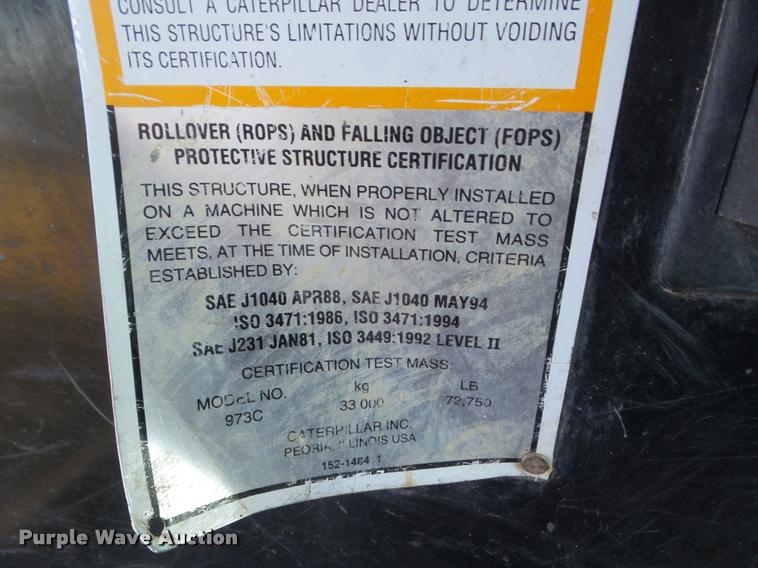 CONSULT A CATERPILLAR DEALER TO DETERMINE
THIS STRUCTURE'S LIMITATIONS WITHOUT VOIDING
ITS CERTIFICATION.
ROLLOVER (ROPS) AND FALLING OBJECT (FOPS)
PROTECTIVE STRUCTURE CERTIFICATION
THIS STRUCTURE, WHEN PROPERLY INSTALLED
ON A MACHINE WHICH IS NOT ALTERED TO
EXCEED THE CERTIFICATION TEST MASS
MEETS, AT THE TIME OF INSTALLATION, CRITERIA
ESTABLISHED BY:
SAE J1040 APR88, SAE J1040 MAY94
ISO 3471:1986, ISO 3471:1994
SAE J231 JAN81, ISO 3449:1992 LEVEL II
CERTIFICATION TEST MASS:
MODEL NO. kg LB
973C 33 000 72,750
CATERPILLAR INC.
PEORIA, ILLINOIS USA
152-1484 1
Purple Wave Auction